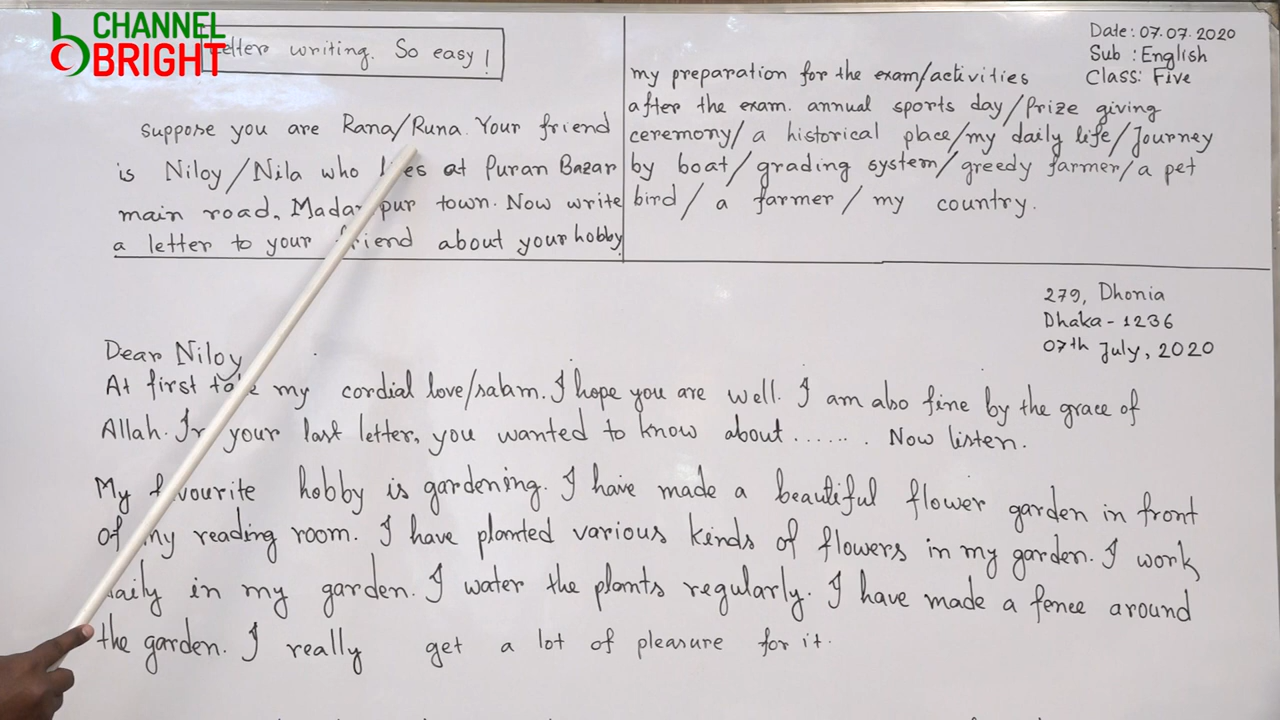 CHANNEL
BRIGHT
Letter writing. So easy!
Date: 07.07.2020
Sub : English
Class: Five
Suppose you are Rana/Runa. Your friend
is Niloy/Nila who lives at Puran Bazar
main road, Madaripur town. Now write
a letter to your friend about your hobby
my preparation for the exam/activities
after the exam. annual sports day/prize giving
ceremony/ a historical place/my daily life/Journey
by boat/ grading system/ greedy farmer/ a pet
bird/ a farmer/ my country.
279, Dhonia
Dhaka-1236
07th July, 2020
Dear Niloy
At first take my cordial love/salam. I hope you are well. I am also fine by the grace of
Allah. In your last letter, you wanted to know about....... Now listen.
My favourite hobby is gardening. I have made a beautiful flower garden in front
of my reading room. I have planted various kinds of flowers in my garden. I work
daily in my garden. I water the plants regularly. I have made a fence around
the garden. I really get a lot of pleasure for it.